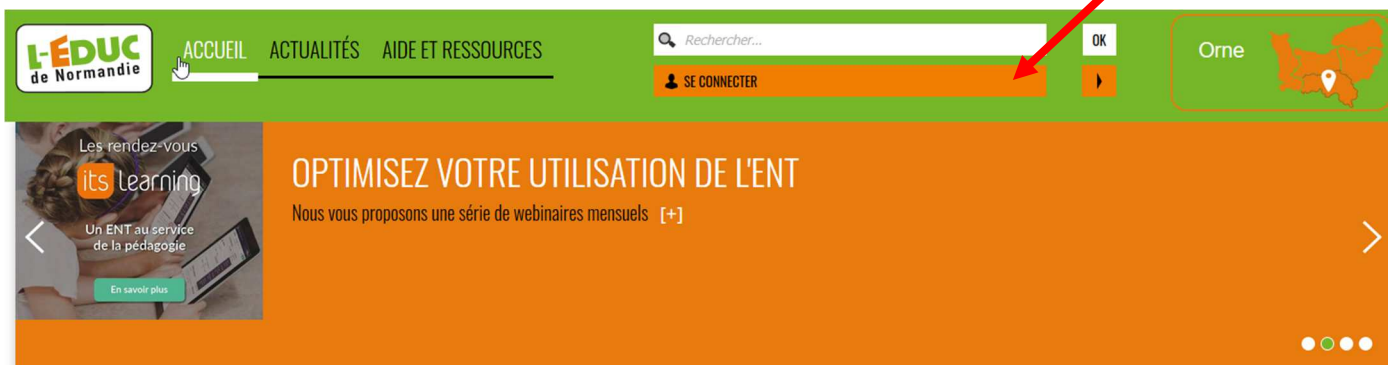 L-ÉDUC
de Normandie
ACCUEIL ACTUALITÉS AIDE ET RESSOURCES
Rechercher...
OK
SE CONNECTER
Orne
Les rendez-vous
its learning
Un ENT au service
de la pédagogie
En savoir plus
OPTIMISEZ VOTRE UTILISATION DE L'ENT
Nous vous proposons une série de webinaires mensuels [+]